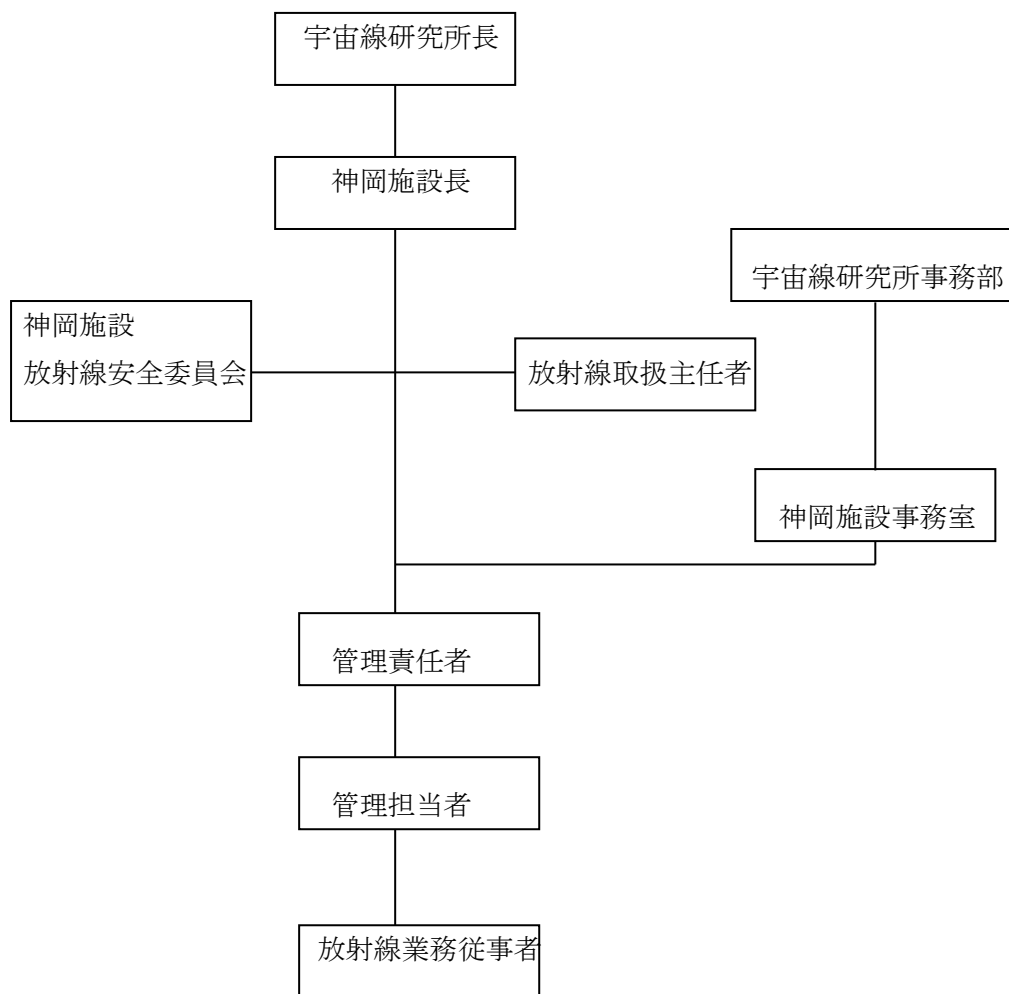 宇宙線研究所長
神岡施設長
宇宙線研究所事務部
神岡施設
放射線安全委員会
放射線取扱主任者
神岡施設事務室
管理責任者
管理担当者
放射線業務従事者